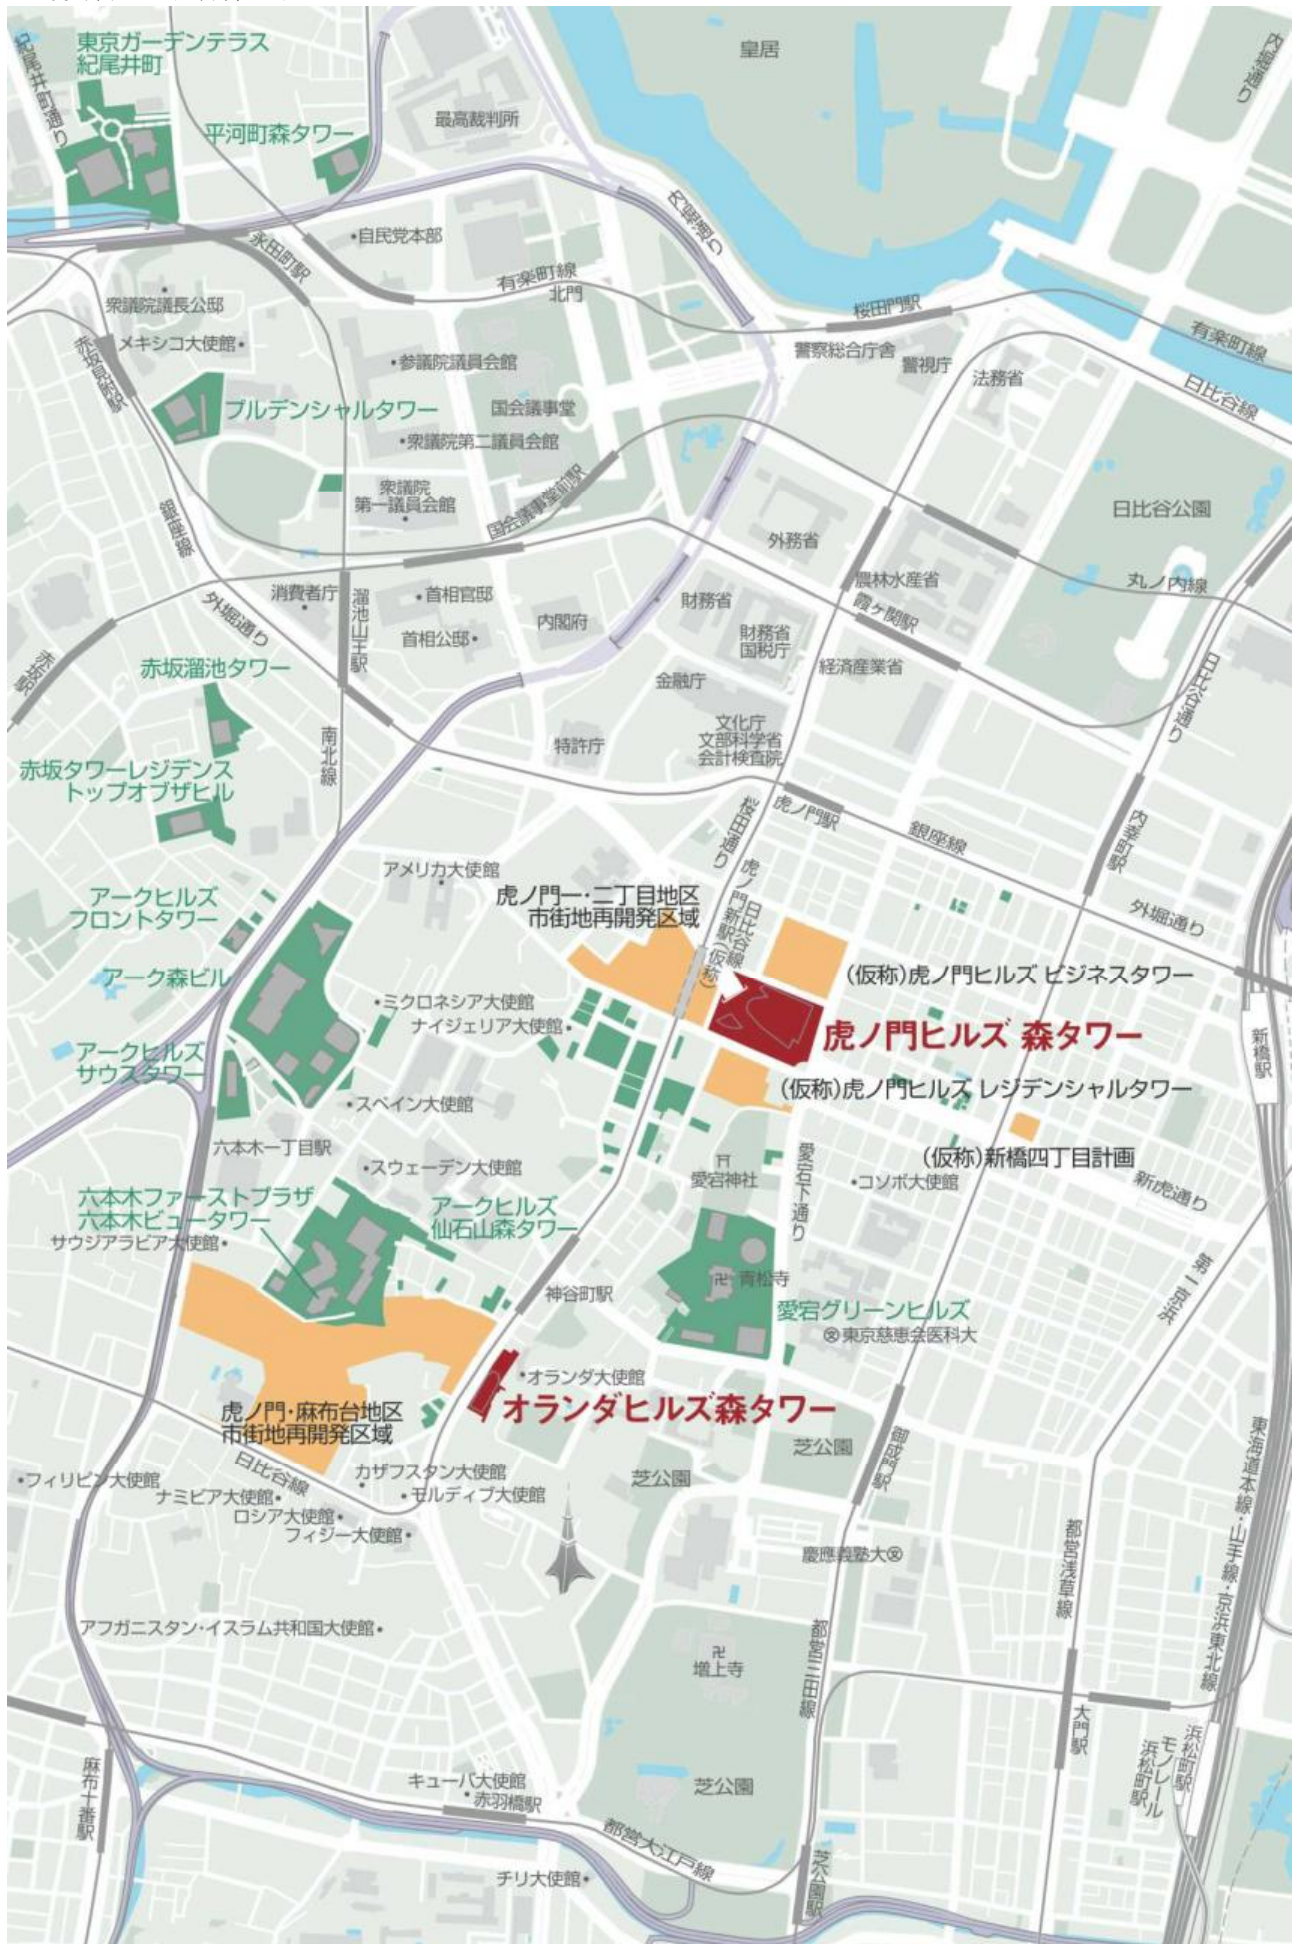 皇居
内堀通り
紀尾井町通り
東京ガーデンテラス
紀尾井町
最高裁判所
平河町森タワー
内堀通り
・自民党本部
永田町駅
有楽町線
北門
衆議院議長公邸
桜田門駅
有楽町線
メキシコ大使館・
赤坂見附駅
・参議院議員会館
警察総合庁舎
警視庁
法務省
日比谷線
プルデンシャルタワー
国会議事堂
・衆議院第二議員会館
衆議院
第一議員会館
国会議事堂前駅
日比谷公園
銀座線
外務省
農林水産省
丸ノ内線
消費者庁
・首相官邸
外堀通り
溜池山王駅
首相公邸・
内閣府
財務省
霞ヶ関駅
財務省
国税庁
赤坂駅
赤坂溜池タワー
金融庁
経済産業省
日比谷通り
南北線
特許庁
文化庁
文部科学省
会計検査院
赤坂タワーレジデンス
トップオブザヒル
桜田通り
虎ノ門駅
銀座線
内幸町駅
アメリカ大使館
虎ノ門一・二丁目地区
市街地再開発区域
日比谷線
虎ノ門新駅(仮称)
外堀通り
アークヒルズ
フロントタワー
アーク森ビル
(仮称)虎ノ門ヒルズ ビジネスタワー
・ミクロネシア大使館
ナイジェリア大使館・
虎ノ門ヒルズ 森タワー
新橋駅
アークヒルズ
サウスタワー
(仮称)虎ノ門ヒルズ レジデンシャルタワー
・スペイン大使館
六本木一丁目駅
・スウェーデン大使館
愛宕神社
愛宕下通り
(仮称)新橋四丁目計画
・コソボ大使館
新虎通り
六本木ファーストプラザ
六本木ビュータワー
アークヒルズ
仙石山森タワー
サウジアラビア大使館・
第一京浜
神谷町駅
卍 青松寺
愛宕グリーンヒルズ
㊛東京慈恵会医科大
・オランダ大使館
オランダヒルズ森タワー
虎ノ門・麻布台地区
市街地再開発区域
日比谷線
芝公園
御成門駅
芝公園
東海道本線・山手線・京浜東北線
・フィリピン大使館
カザフスタン大使館
ナミビア大使館・
・モルディブ大使館
ロシア大使館・
フィジー大使館・
慶應義塾大㊛
都営浅草線
アフガニスタン・イスラム共和国大使館・
卍
増上寺
都営三田線
大門駅
浜松町駅
モノレール
浜松町駅
麻布十番駅
キューバ大使館
・赤羽橋駅
芝公園
都営大江戸線
チリ大使館・
芝公園駅